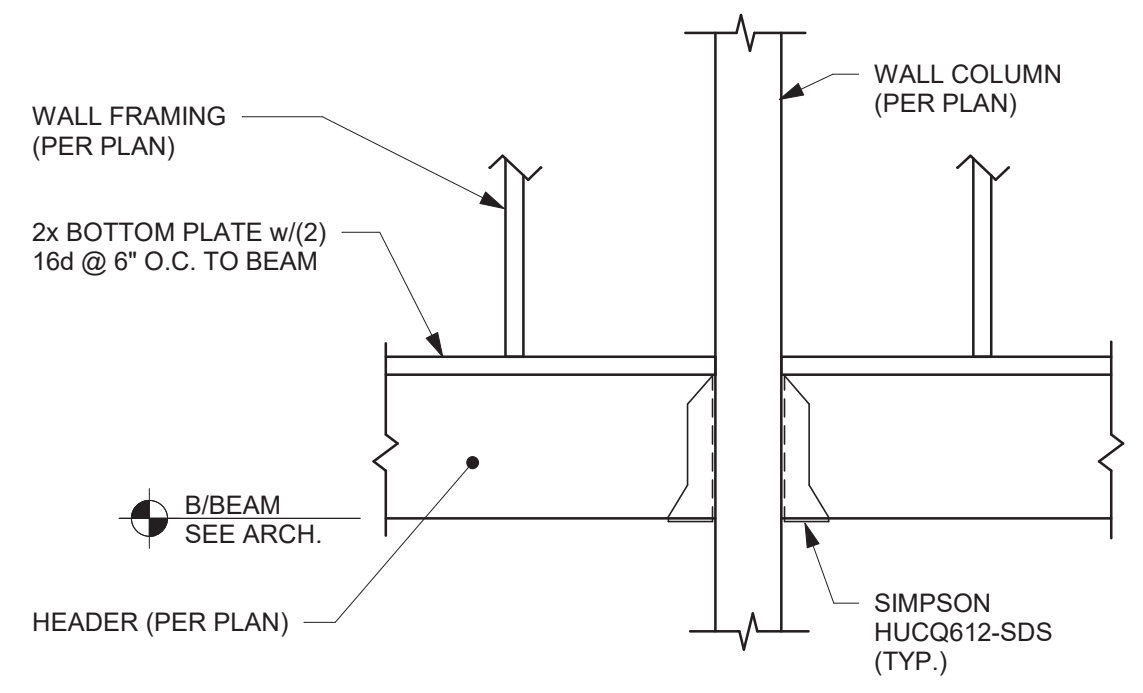 WALL COLUMN
(PER PLAN)
WALL FRAMING
(PER PLAN)
2x BOTTOM PLATE w/(2)
16d @ 6" O.C. TO BEAM
B/BEAM
SEE ARCH.
HEADER (PER PLAN)
SIMPSON
HUCQ612-SDS
(TYP.)